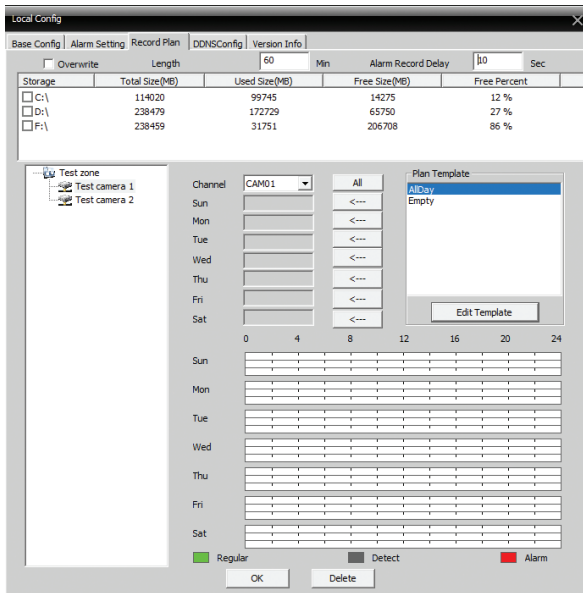 Local Config
Base Config Alarm Setting Record Plan DDNSConfig Version Info
Overwrite Length 60 Min Alarm Record Delay 10 Sec
Storage Total Size(MB) Used Size(MB) Free Size(MB) Free Percent
C:\ 114020 99745 14275 12 %
D:\ 238479 172729 65750 27 %
F:\ 238459 31751 206708 86 %
Test zone
Test camera 1
Test camera 2
Channel CAM01 All
Sun <---
Mon <---
Tue <---
Wed <---
Thu <---
Fri <---
Sat <---
Plan Template
AllDay
Empty
Edit Template
0 4 8 12 16 20 24
Sun
Mon
Tue
Wed
Thu
Fri
Sat
Regular Detect Alarm
OK Delete